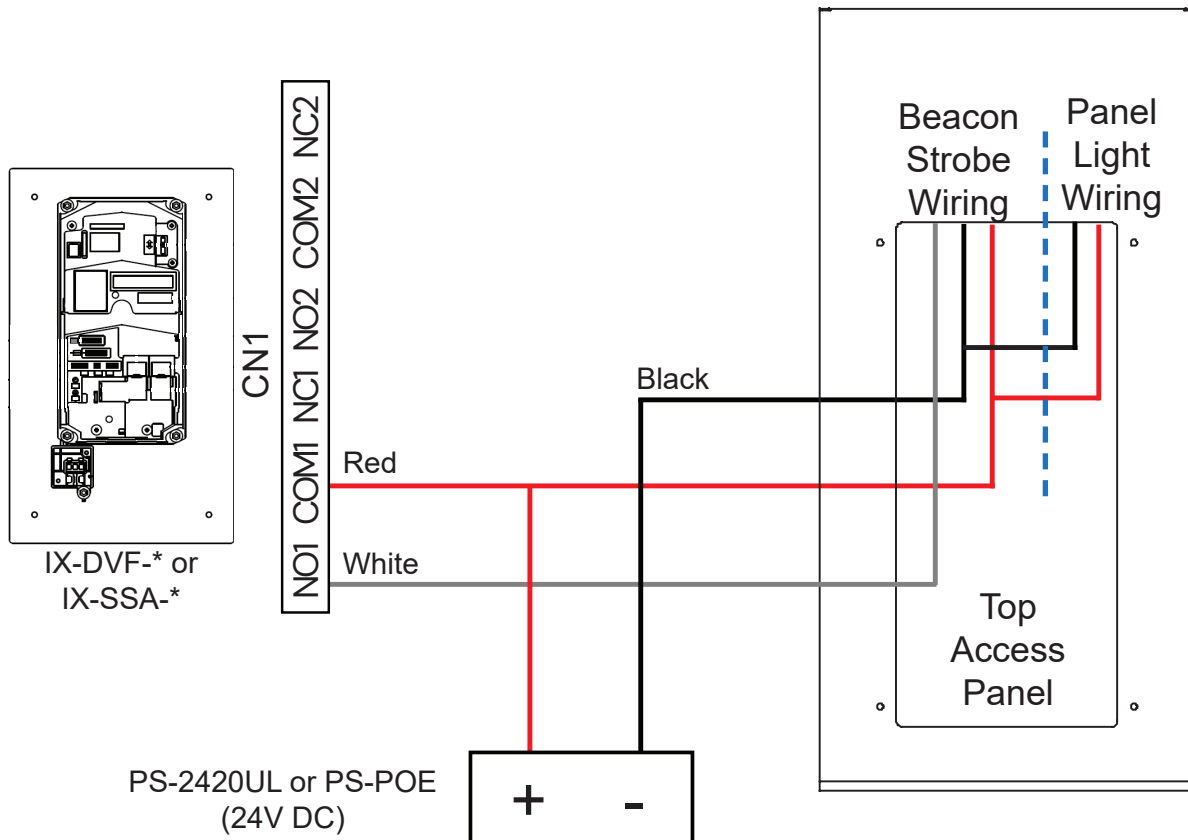 Beacon
Strobe
Wiring
Panel
Light
Wiring
NC2
COM2
NO2
NC1
COM1
NO1
CN1
Black
Red
White
IX-DVF-* or
IX-SSA-*
Top
Access
Panel
PS-2420UL or PS-POE
(24V DC)
+ -